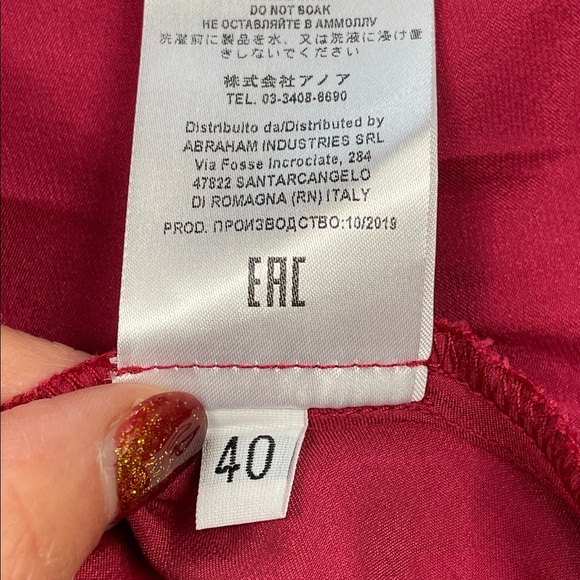 DO NOT SOAK
НЕ ОСТАВЛЯЙТЕ В АММОЛЛУ
洗濯前に製品を水、又は洗液に浸け置
きしないでください
株式会社アノア
TEL. 03-3408-6690
Distribuito da/Distributed by
ABRAHAM INDUSTRIES SRL
Via Fosse Incrociate, 284
47822 SANTARCANGELO
DI ROMAGNA (RN) ITALY
PROD. ПРОИЗВОДСТВО:10/2019
EAC
40